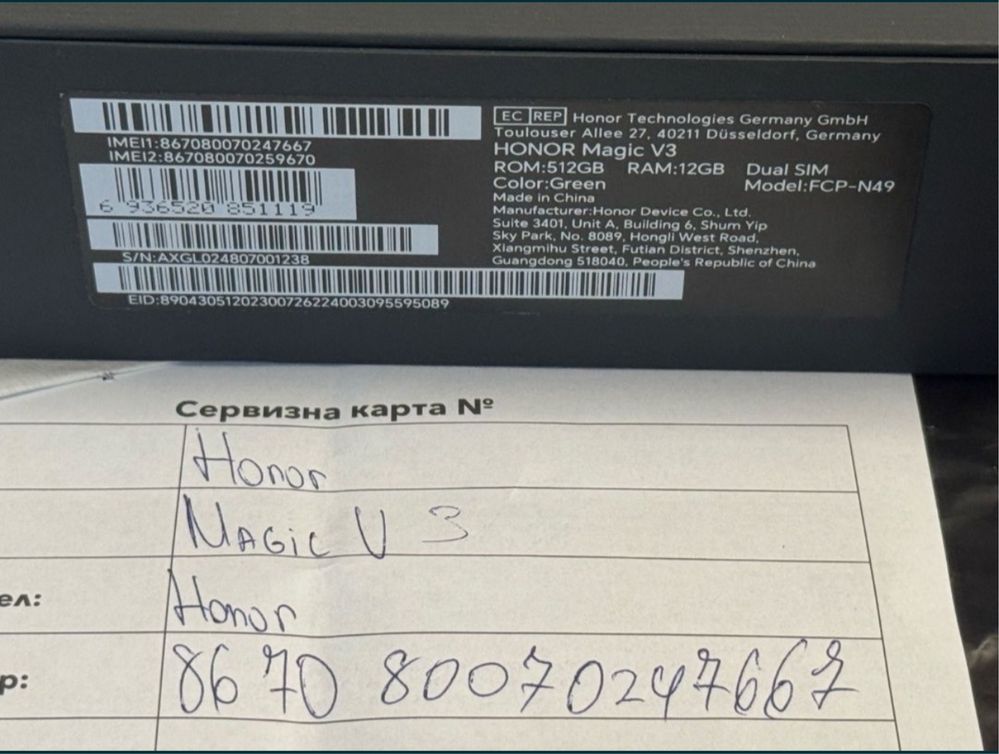 IMEI1:867080070247667
IMEI2:867080070259670
6 936520 851119
S/N:AXGL024807001238
EID:89043051202300726224003095595089
EC REP Honor Technologies Germany GmbH
Toulouser Allee 27, 40211 Düsseldorf, Germany
HONOR Magic V3
ROM:512GB RAM:12GB Dual SIM
Color:Green Model:FCP-N49
Made in China
Manufacturer:Honor Device Co., Ltd.
Suite 3401, Unit A, Building 6, Shum Yip
Sky Park, No. 8089, Hongli West Road,
Xiangmihu Street, Futian District, Shenzhen,
Guangdong 518040, People's Republic of China
Сервизна карта №
Honor
Magic V 3
ел: Honor
р: 8670 80070247667